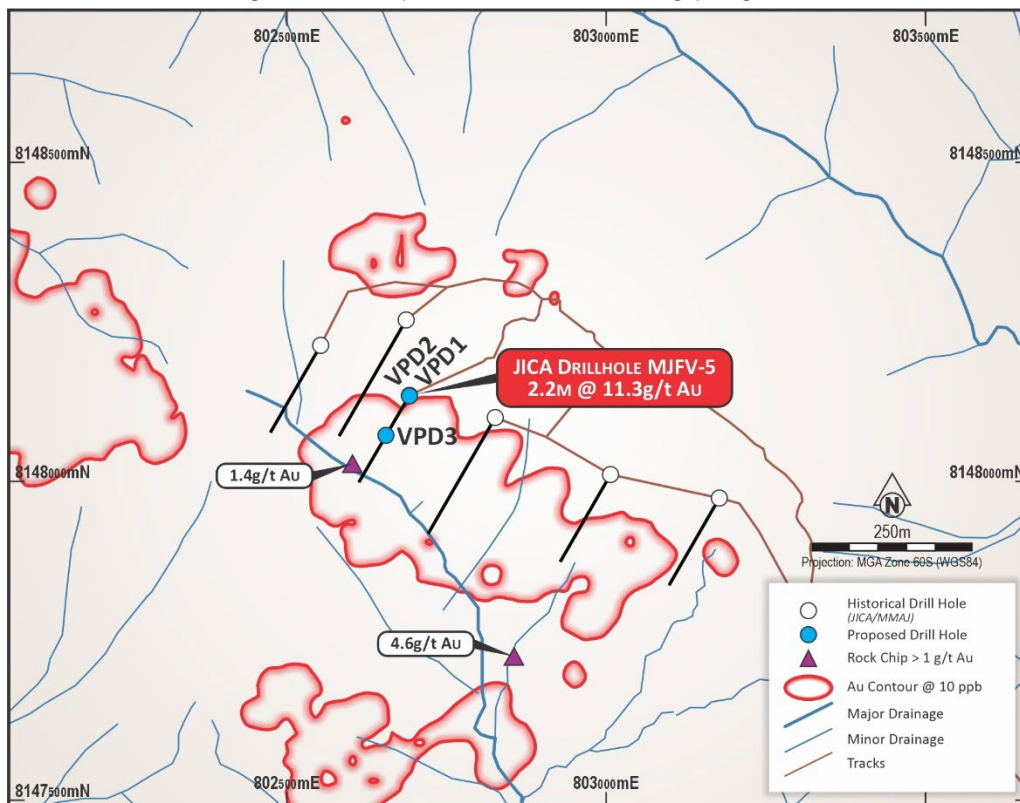 802500mE
803000mE
803500mE
8148500mN
8148500mN
VPD2
VPD1
JICA DRILLHOLE MJFV-5
2.2M @ 11.3g/t AU
VPD3
1.4g/t AU
8148000mN
8148000mN
N
250m
Projection: MGA Zone 60S (WGS84)
4.6g/t AU
Historical Drill Hole
(JICA/MMAJ)
Proposed Drill Hole
Rock Chip > 1 g/t Au
Au Contour @ 10 ppb
Major Drainage
Minor Drainage
Tracks
802500mE
803000mE
8147500mN